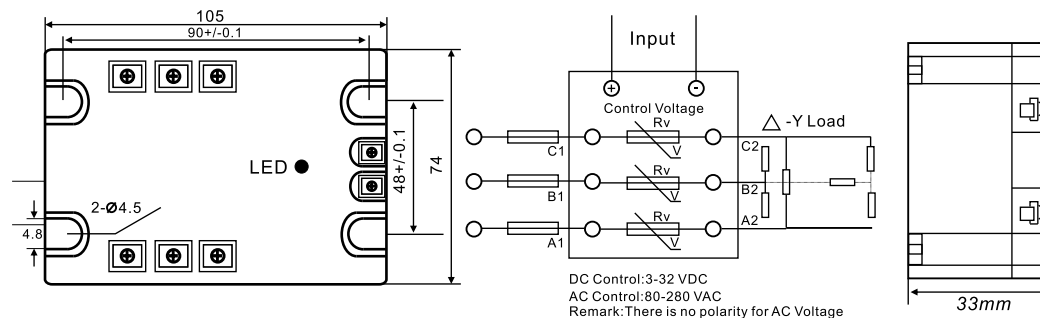 105
90+/-0.1
LED
48+/-0.1
74
2-Ø4.5
4.8
Input
+ -
Control Voltage
Rv
C1 V C2
△ -Y Load
Rv
B1 V B2
Rv
A1 V A2
DC Control:3-32 VDC
AC Control:80-280 VAC
Remark:There is no polarity for AC Voltage
33mm